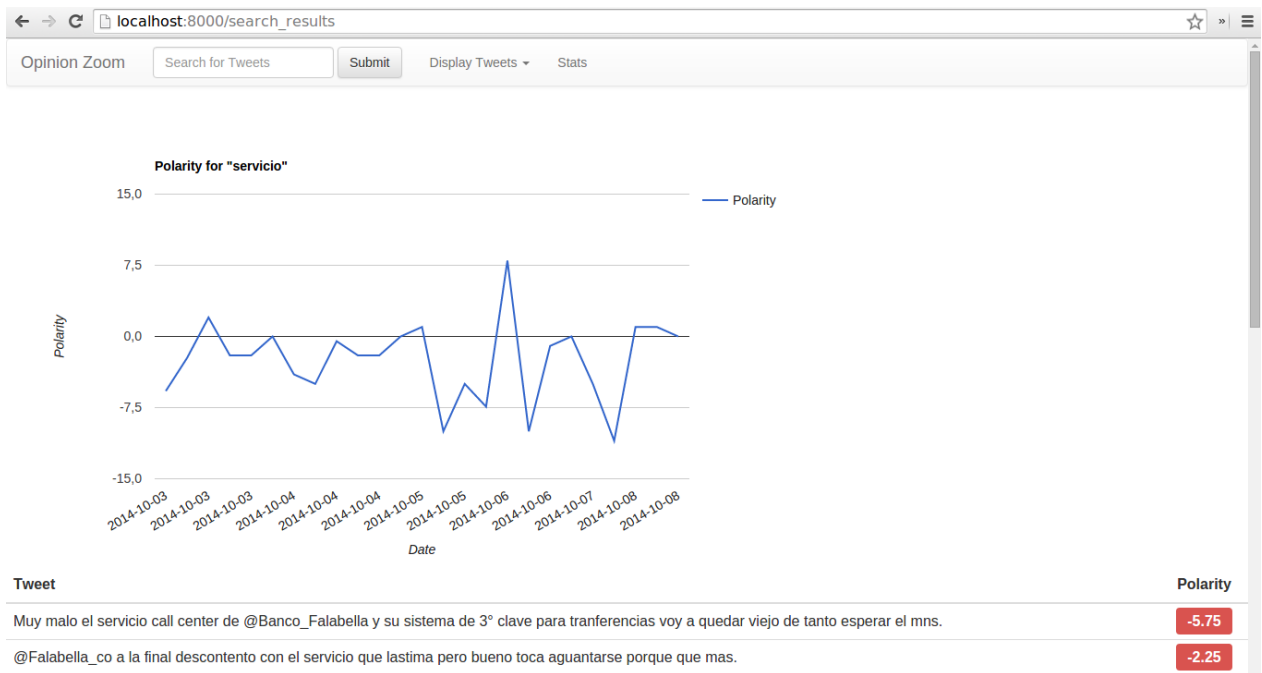 localhost:8000/search_results
Opinion Zoom Search for Tweets Submit Display Tweets Stats
Polarity for "servicio"
15,0
7,5
0,0
-7,5
-15,0
Polarity
Polarity
2014-10-03 2014-10-03 2014-10-03 2014-10-04 2014-10-04 2014-10-04 2014-10-05 2014-10-05 2014-10-06 2014-10-06 2014-10-07 2014-10-08 2014-10-08
Date
Tweet Polarity
Muy malo el servicio call center de @Banco_Falabella y su sistema de 3° clave para tranferencias voy a quedar viejo de tanto esperar el mns. -5.75
@Falabella_co a la final descontento con el servicio que lastima pero bueno toca aguantarse porque que mas. -2.25